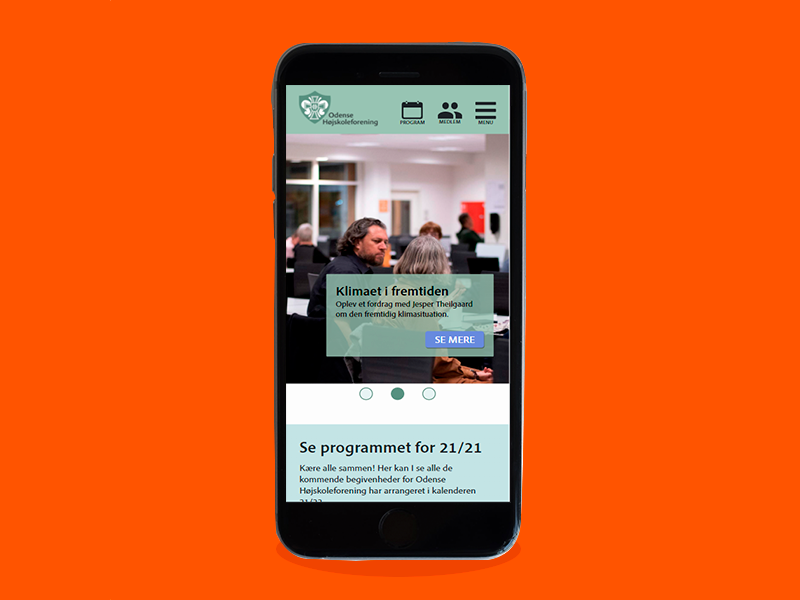 Odense
Højskoleforening
PROGRAM
MEDLEM
MENU
Klimaet i fremtiden
Oplev et fordrag med Jesper Theilgaard
om den fremtidig klimasituation.
SE MERE
Se programmet for 21/21
Kære alle sammen! Her kan I se alle de
kommende begivenheder for Odense
Højskoleforening har arrangeret i kalenderen